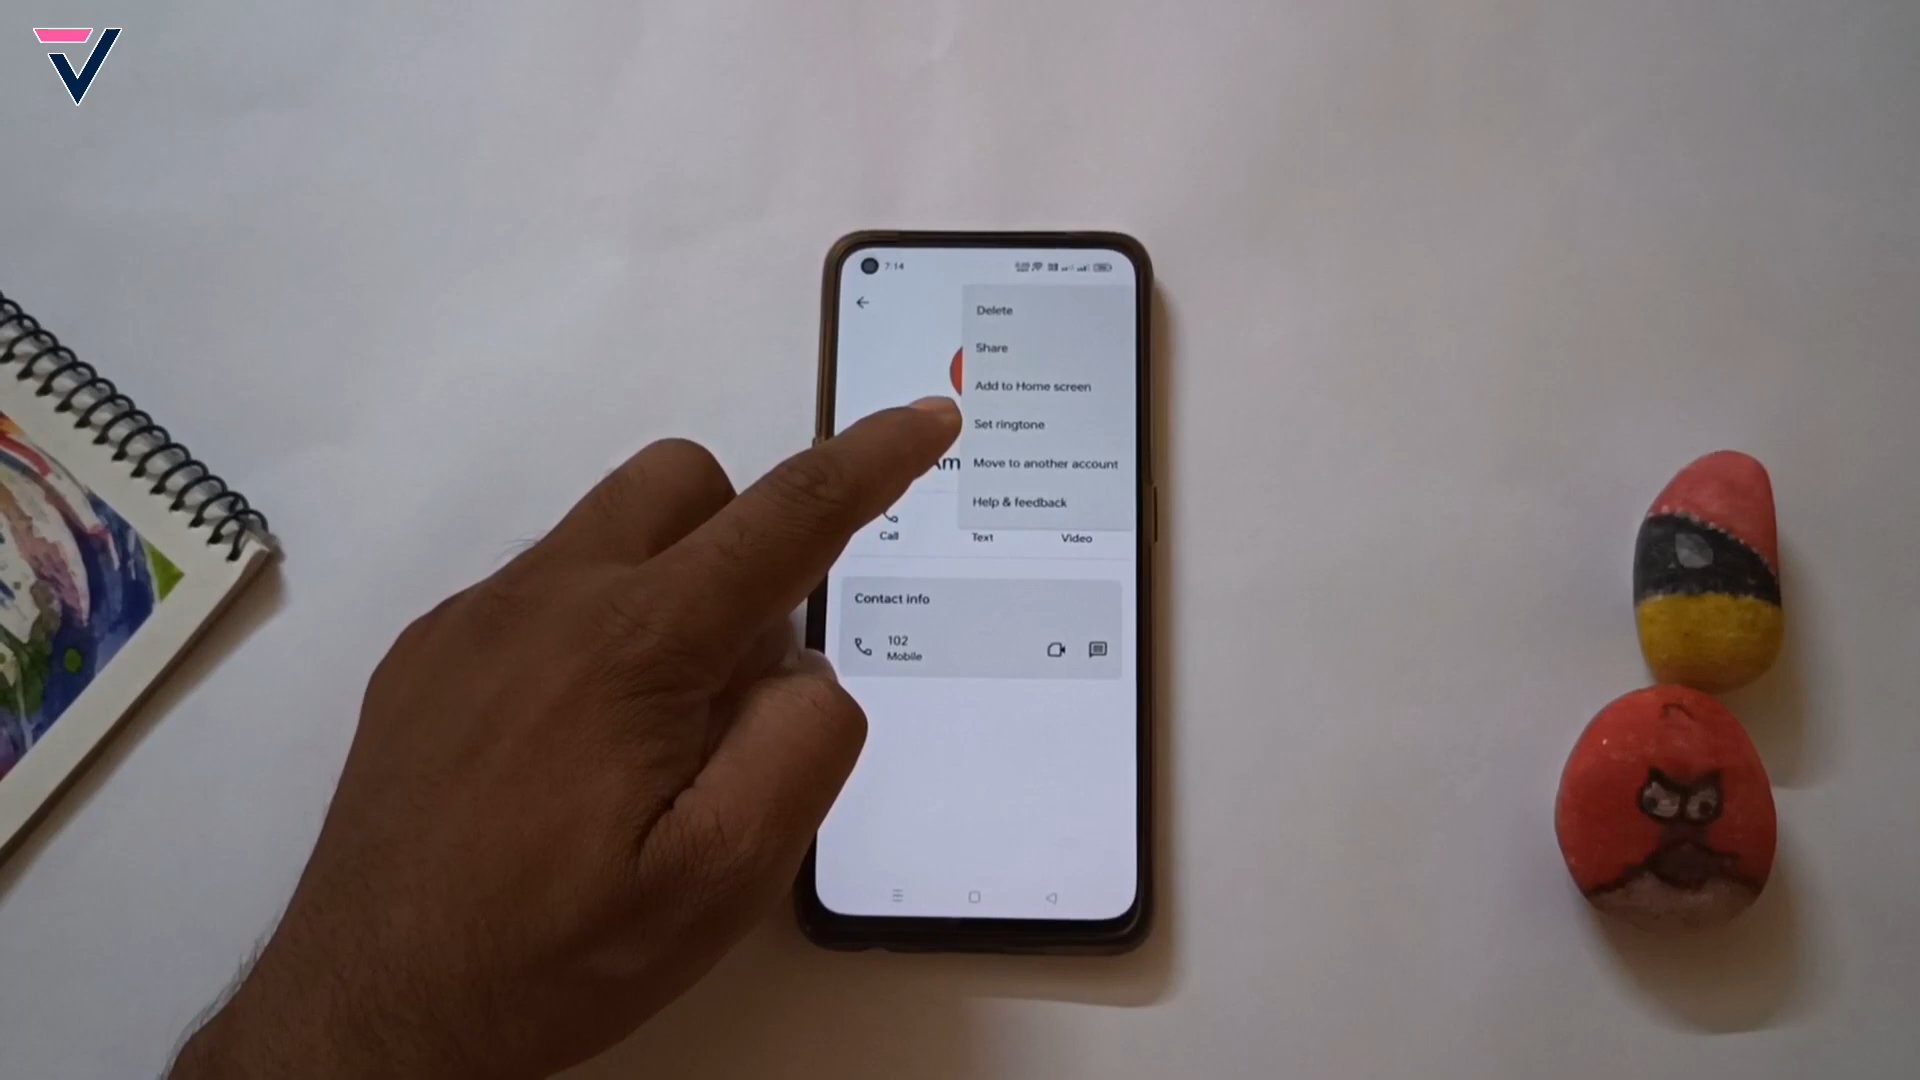 7:14
Delete
Share
Add to Home screen
Set ringtone
Am
Move to another account
Help & feedback
Call
Text
Video
Contact info
102
Mobile